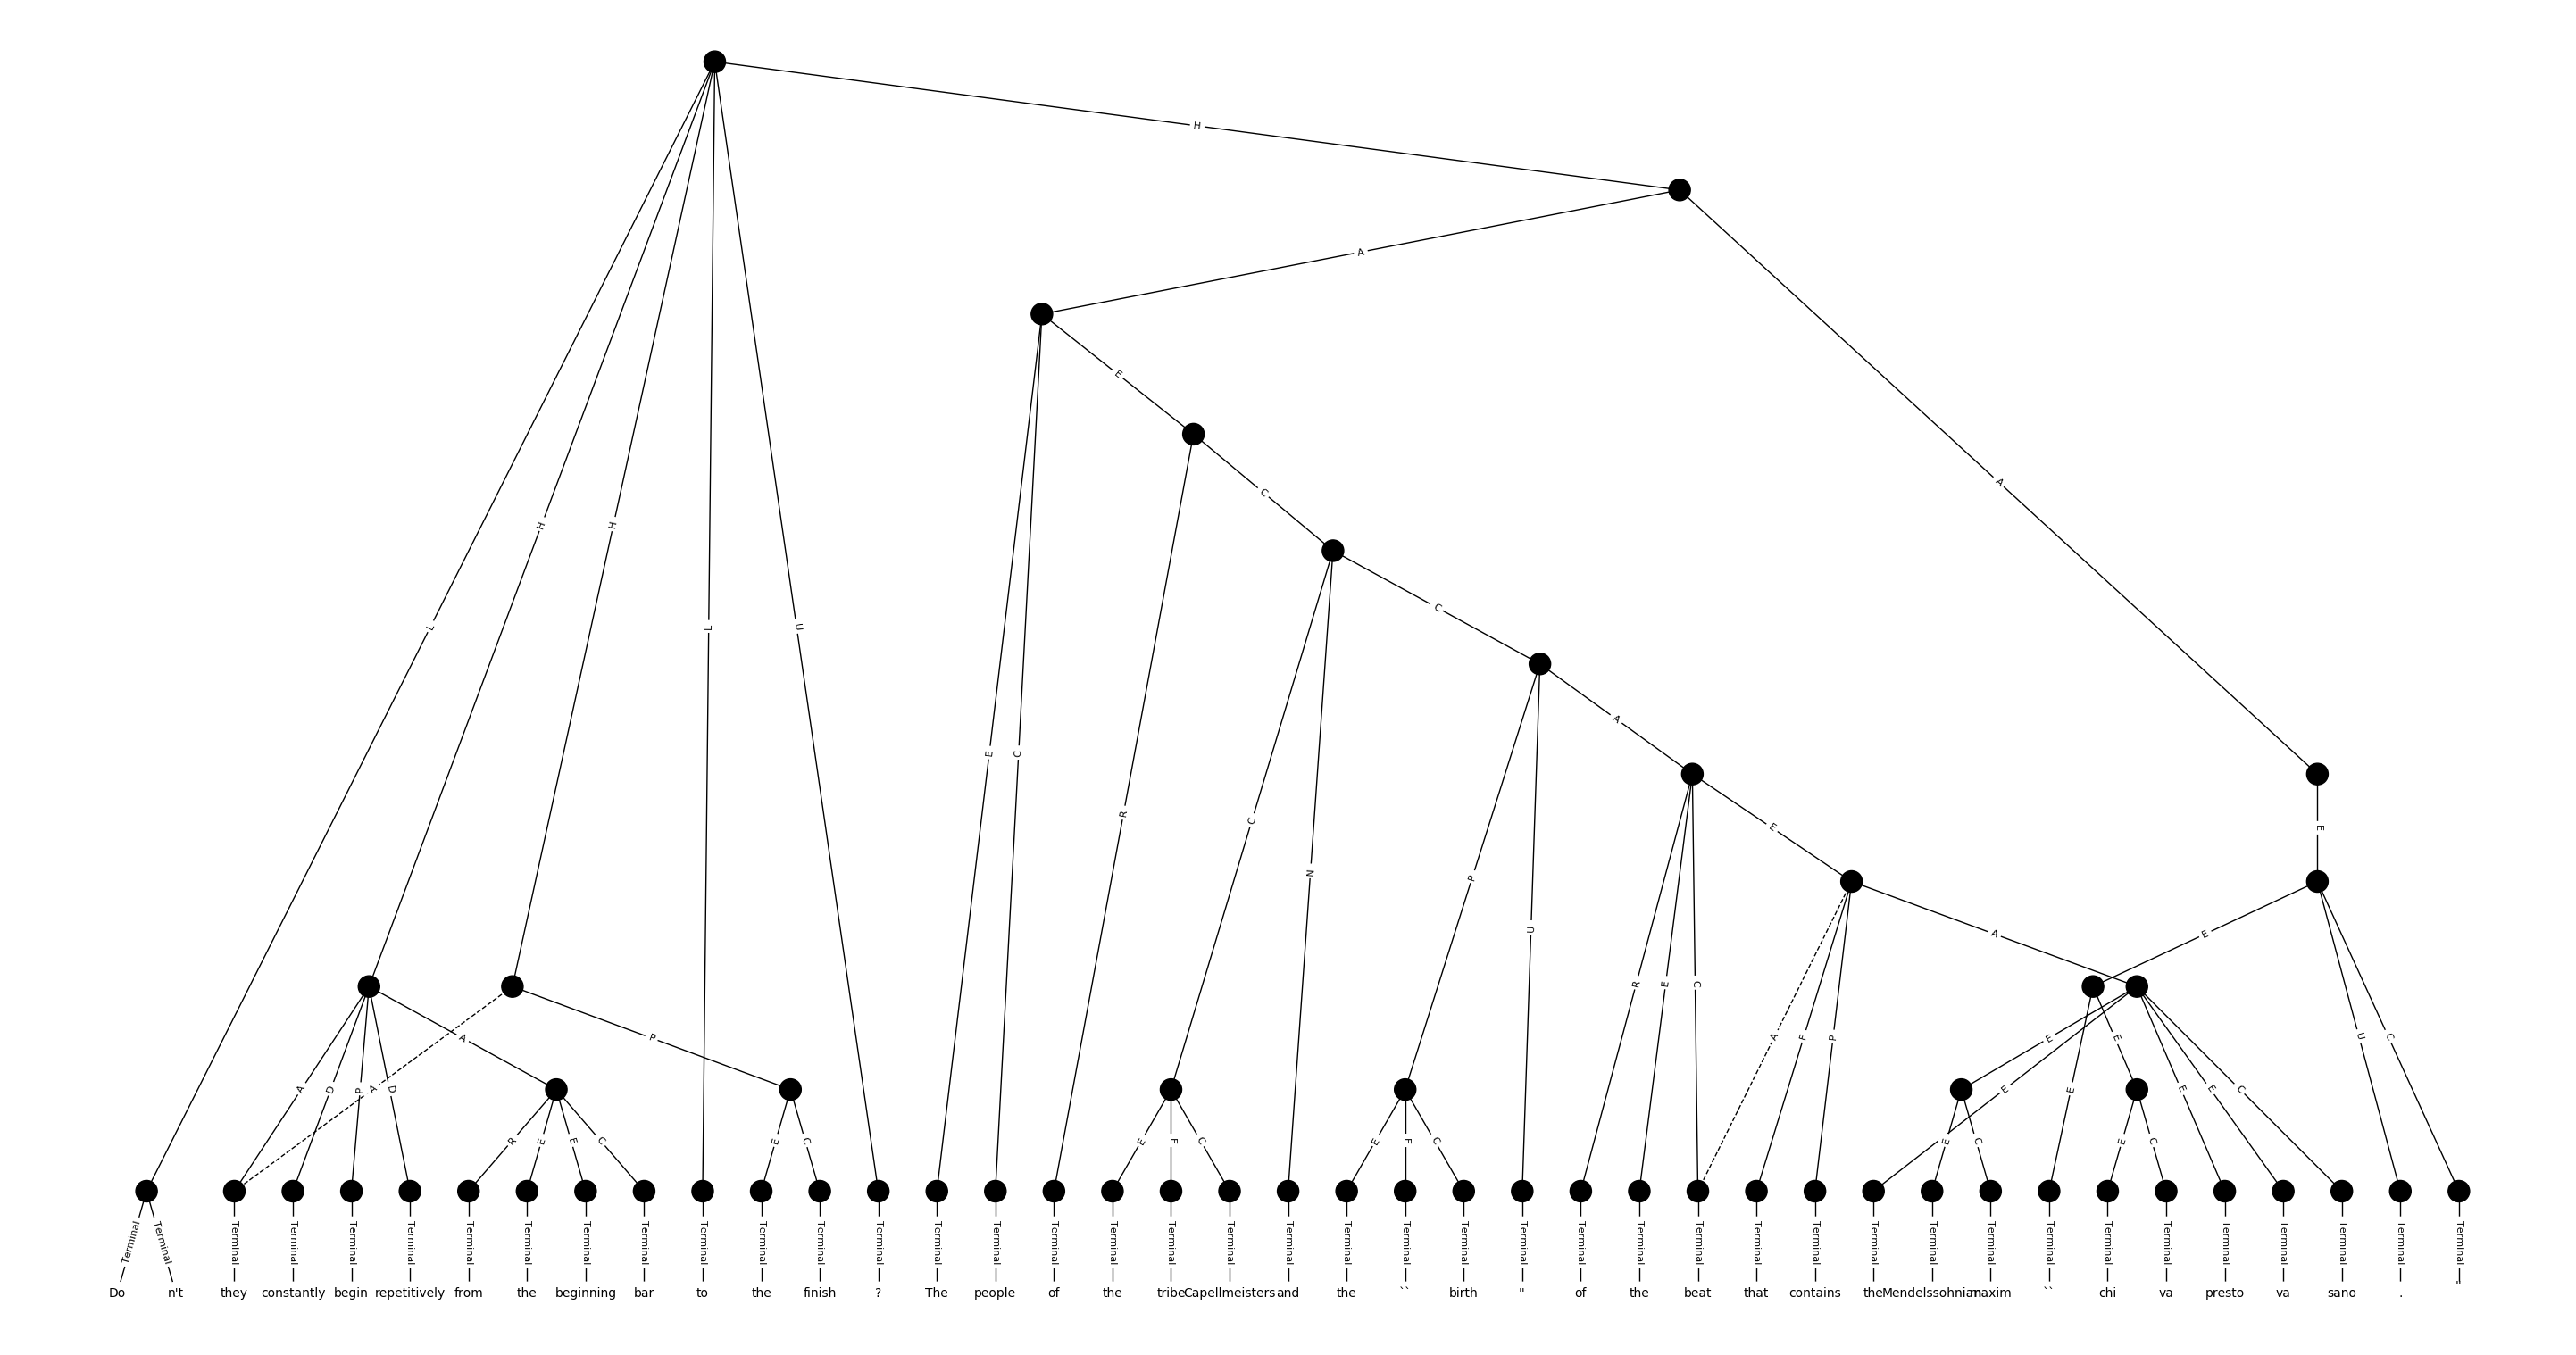 H
A
E
A
C
H
H
C
L
L
U
A
E
C
R
C
E
E
P
N
U
A
E
R
E
C
A
P
A
F
P
E
E
U
C
A
D
P
A
D
E
E
E
E
E
C
R
E
E
C
E
C
E
E
C
E
E
C
E
C
E
C
Terminal Terminal Terminal Terminal Terminal Terminal Terminal Terminal Terminal Terminal Terminal Terminal Terminal Terminal Terminal Terminal Terminal Terminal Terminal Terminal Terminal Terminal Terminal Terminal Terminal Terminal Terminal Terminal Terminal Terminal Terminal Terminal Terminal Terminal Terminal Terminal Terminal Terminal Terminal Terminal Terminal
Do n't they constantly begin repetitively from the beginning bar to the finish ? The people of the tribe Capellmeisters and the `` birth " of the beat that contains the Mendelssohnian maxim `` chi va presto va sano . "